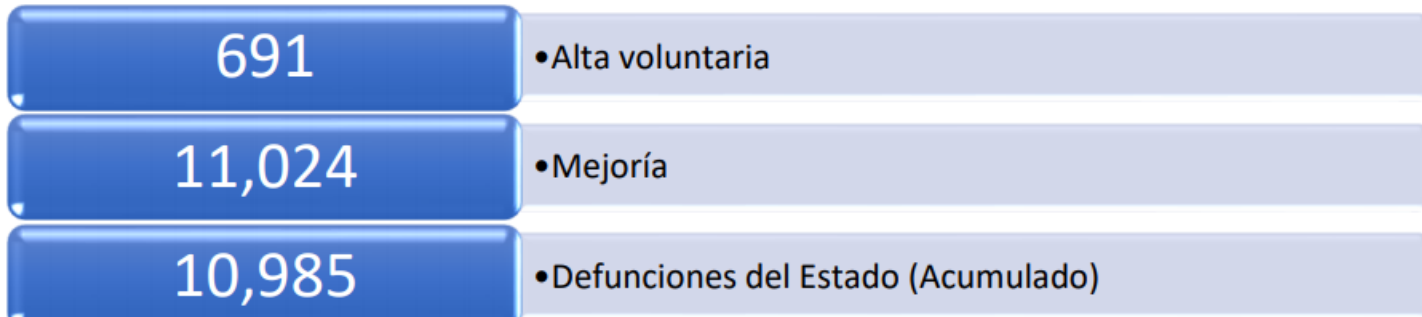 691
•Alta voluntaria
11,024
•Mejoría
10,985
•Defunciones del Estado (Acumulado)